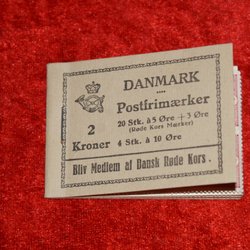 DANMARK
Postfrimærker
2
Kroner
20 Stk. à 5 Øre + 3 Øre
(Røde Kors Mærker)
4 Stk. à 10 Øre
Bliv Medlem af Dansk Røde Kors.